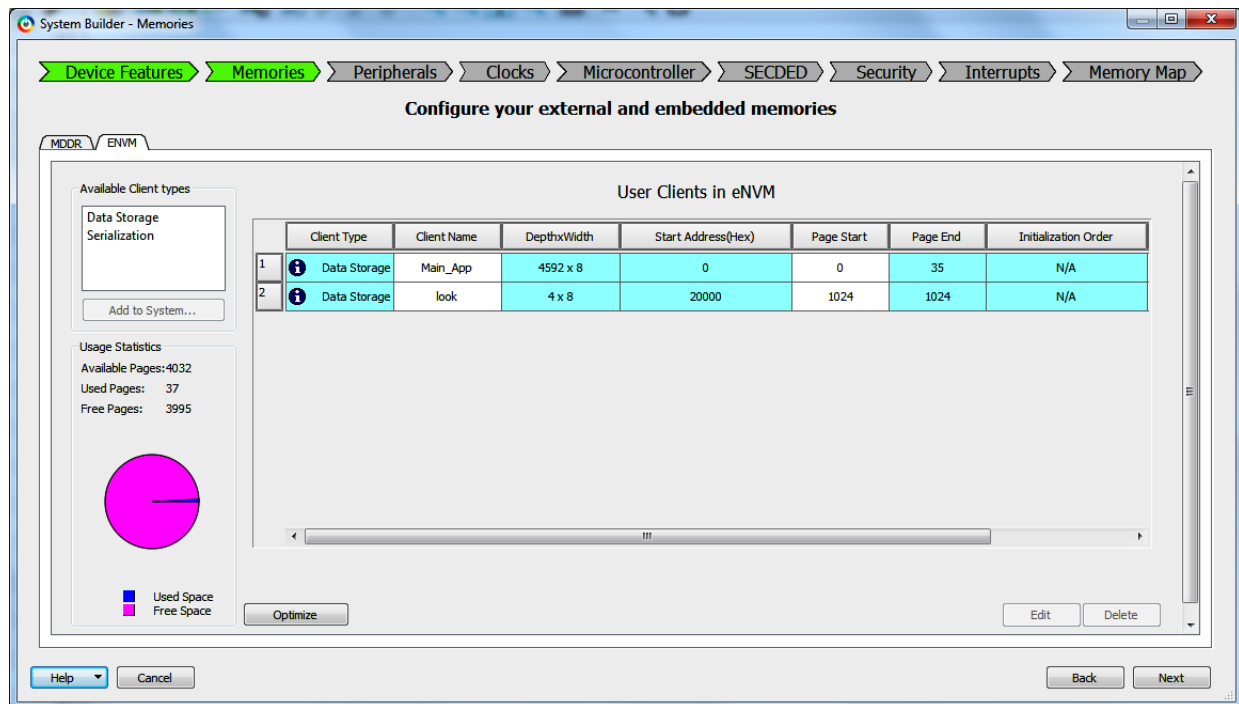 System Builder - Memories
Device Features Memories Peripherals Clocks Microcontroller SECDED Security Interrupts Memory Map
Configure your external and embedded memories
MDDR ENVM
Available Client types
Data Storage
Serialization
Add to System...
Usage Statistics
Available Pages:4032
Used Pages: 37
Free Pages: 3995
Used Space
Free Space
User Clients in eNVM
Client Type Client Name DepthxWidth Start Address(Hex) Page Start Page End Initialization Order
1 Data Storage Main_App 4592 x 8 0 0 35 N/A
2 Data Storage look 4 x 8 20000 1024 1024 N/A
Optimize Edit Delete
Help Cancel Back Next